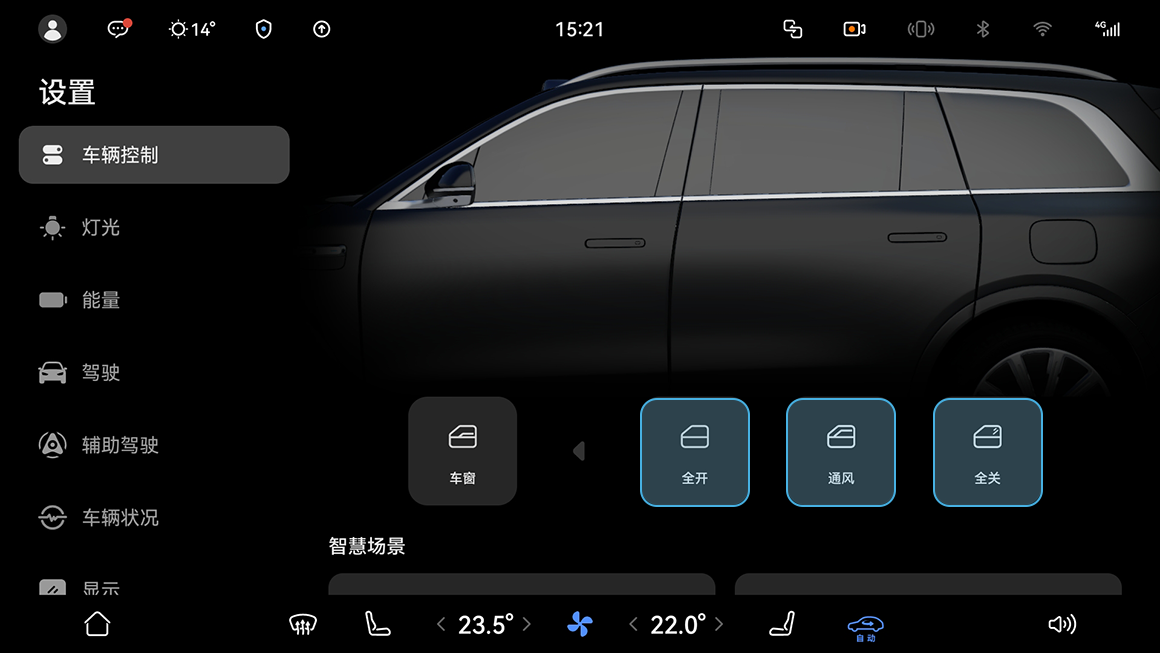 14°
15:21
4G
设置
车辆控制
灯光
能量
驾驶
辅助驾驶
车辆状况
显示
车窗
全开
通风
全关
智慧场景
23.5°
22.0°
自动